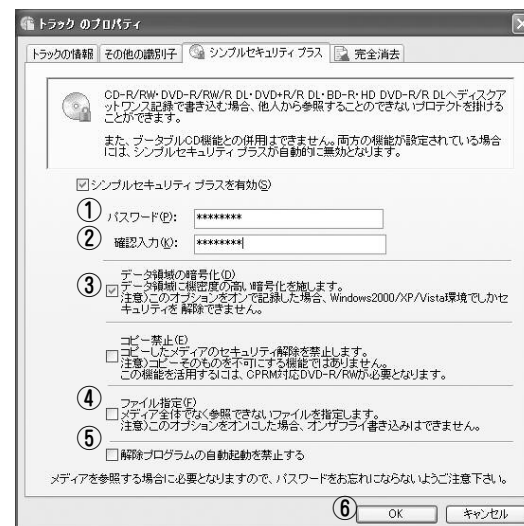 トラック のプロパティ
トラックの情報 その他の識別子 シンプルセキュリティ プラス 完全消去
CD-R/RW・DVD-R/RW/R DL・DVD+R/R DL・BD-R・HD DVD-R/R DLへディスクア
ットワンス記録で書き込む場合、他人から参照することのできないプロテクトを掛ける
ことができます。
また、ブータブルCD機能との併用はできません。両方の機能が設定されている場合
には、シンプルセキュリティ プラスが自動的に無効となります。
シンプルセキュリティ プラスを有効(S)
① パスワード(P): ********
② 確認入力(K): ********
データ領域の暗号化(D)
③ データ領域に機密度の高い暗号化を施します。
注意)このオプションをオンで記録した場合、Windows2000/XP/Vista環境でしかセ
キュリティを解除できません。
コピー禁止(E)
コピーしたメディアのセキュリティ解除を禁止します。
注意)コピーそのものを不可にする機能ではありません。
この機能を活用するには、CPRM対応DVD-R/RWが必要となります。
④ ファイル指定(F)
メディア全体でなく参照できないファイルを指定します。
注意)このオプションをオンにした場合、オンザフライ書き込みはできません。
⑤ 解除プログラムの自動起動を禁止する
メディアを参照する場合に必要となりますので、パスワードをお忘れにならないようご注意下さい。
⑥ OK キャンセル